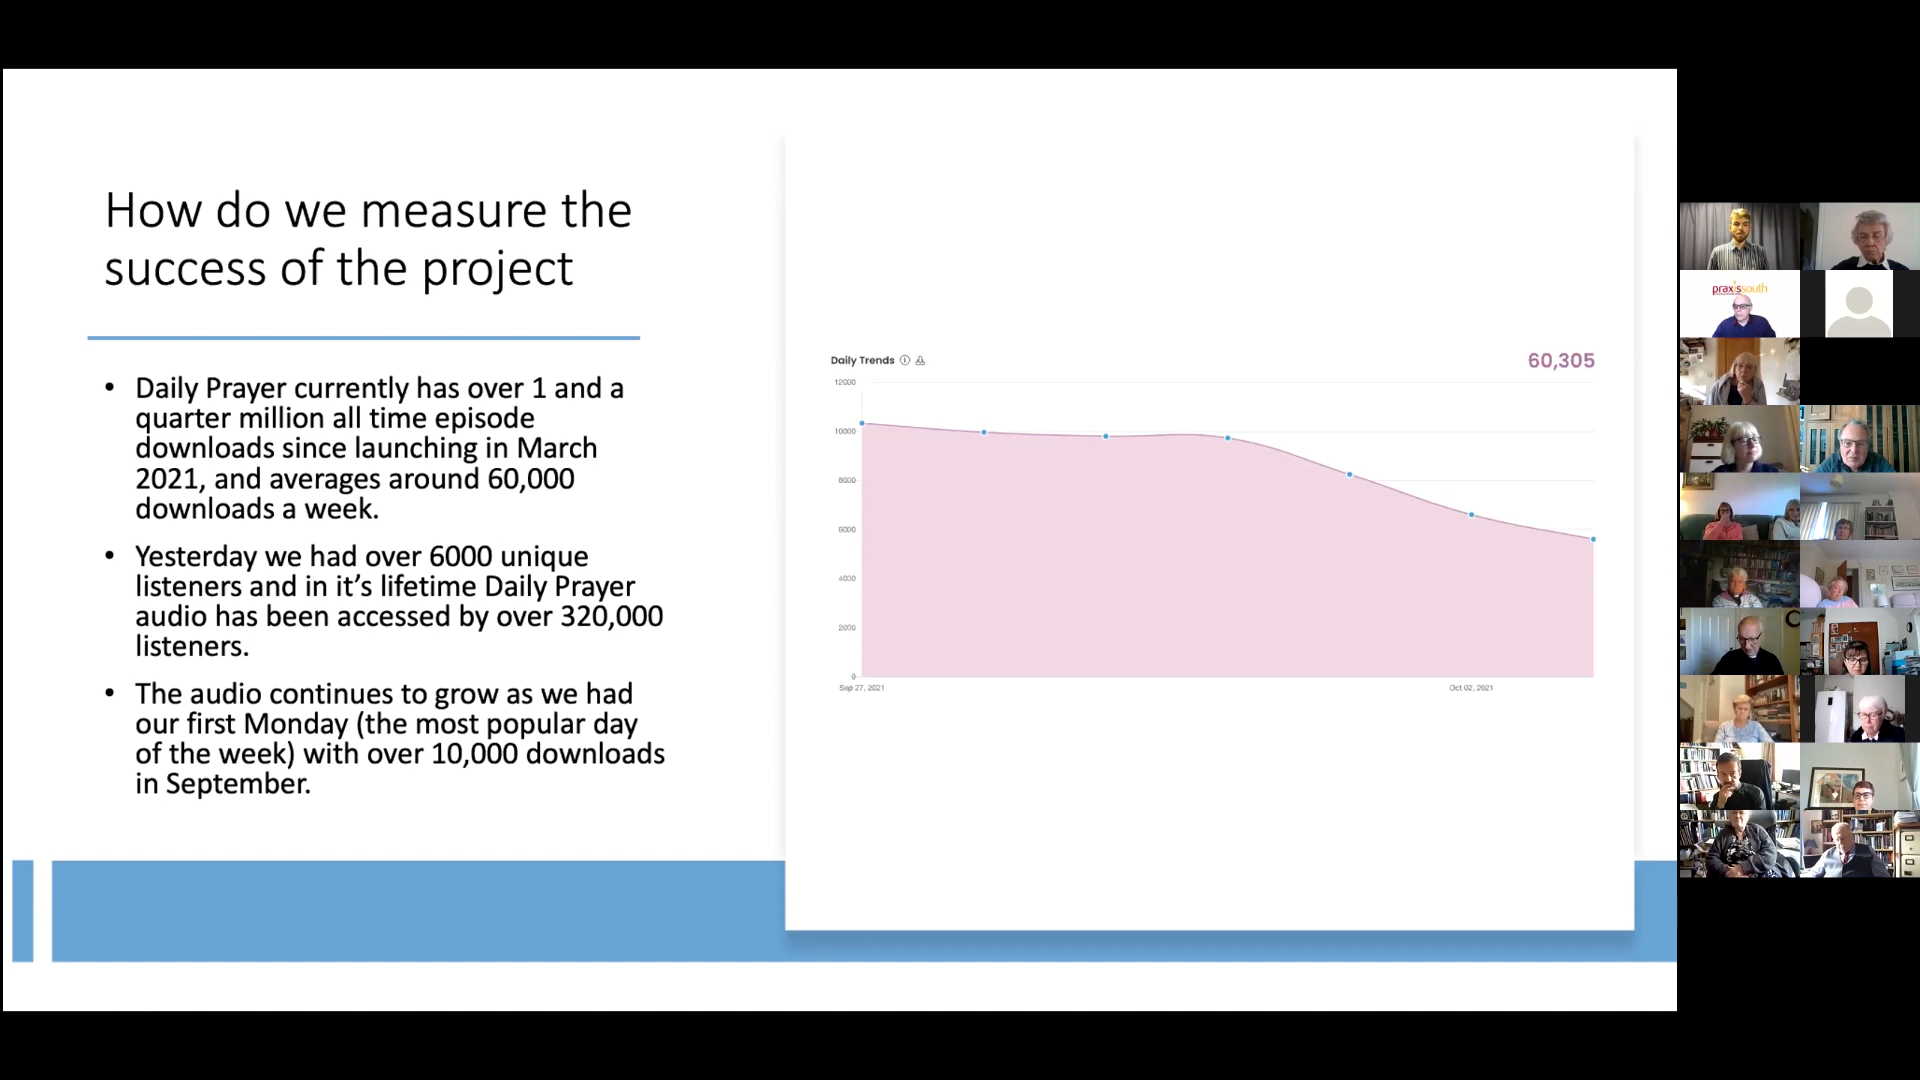 How do we measure the
success of the project
• Daily Prayer currently has over 1 and a
quarter million all time episode
downloads since launching in March
2021, and averages around 60,000
downloads a week.
• Yesterday we had over 6000 unique
listeners and in it’s lifetime Daily Prayer
audio has been accessed by over 320,000
listeners.
• The audio continues to grow as we had
our first Monday (the most popular day
of the week) with over 10,000 downloads
in September.
Daily Trends
60,305
12000
10000
8000
6000
4000
2000
0
Sep 27, 2021
Oct 02, 2021
praxissouth